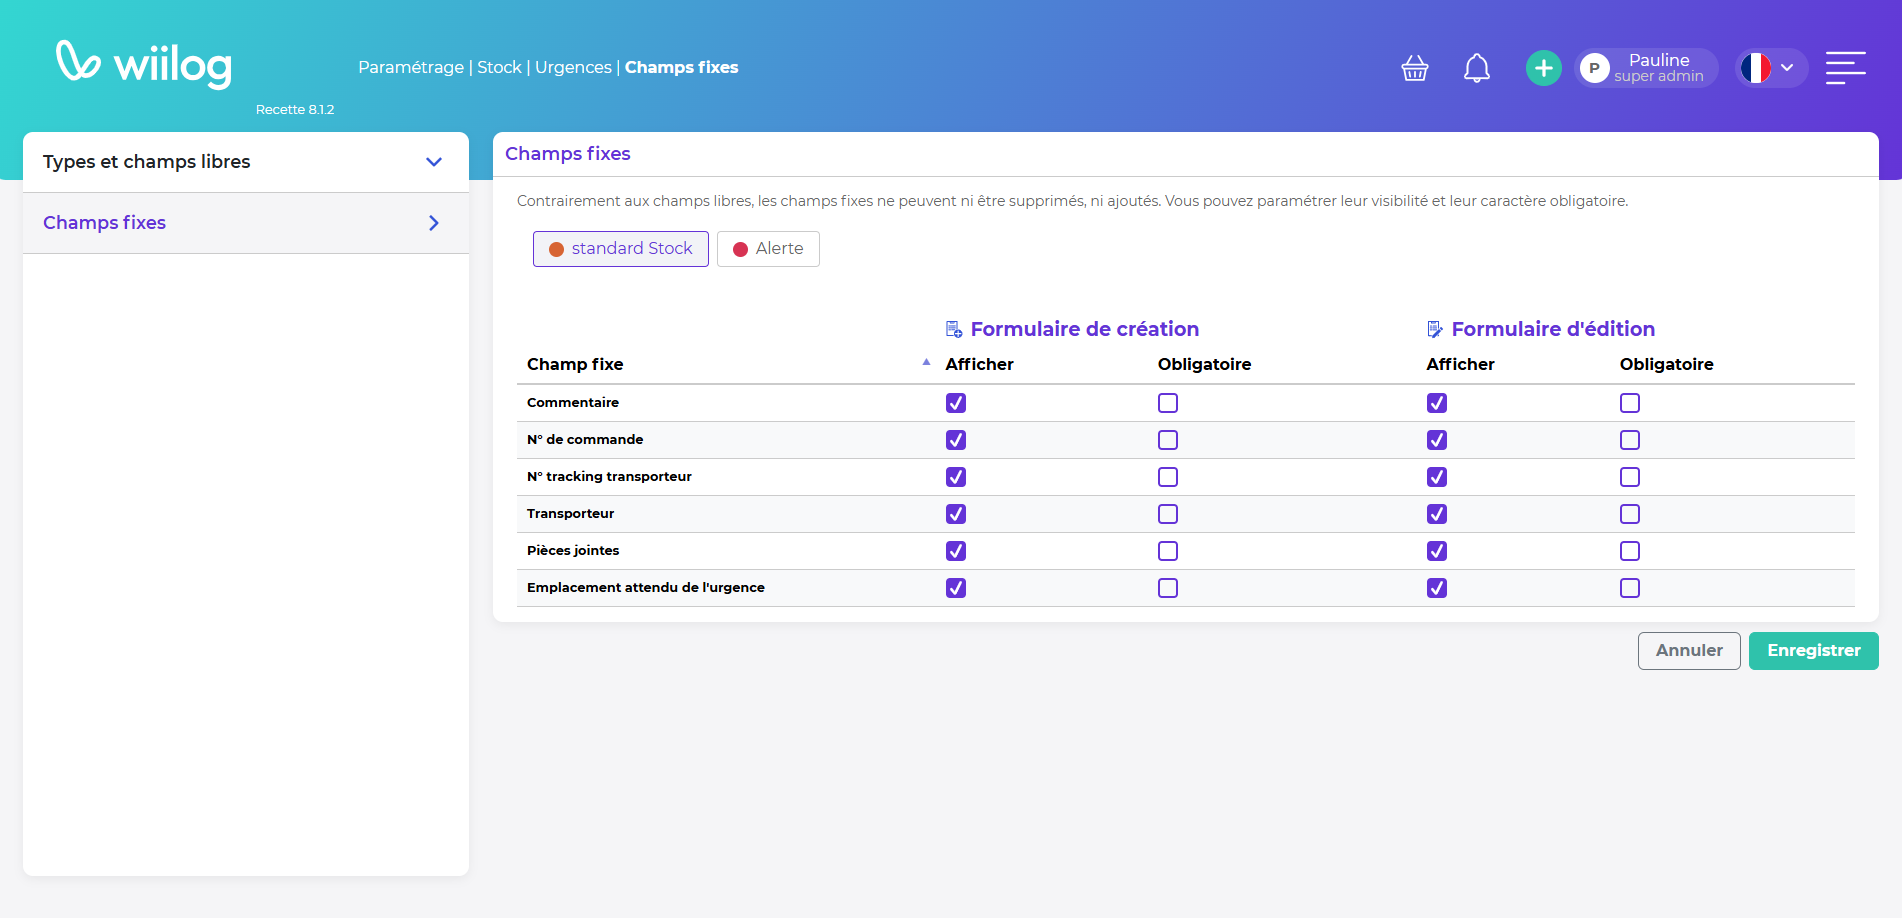 wiilog
Recette 8.1.2
Paramétrage | Stock | Urgences | Champs fixes
P
Pauline
super admin
Types et champs libres
Champs fixes
Champs fixes
Contrairement aux champs libres, les champs fixes ne peuvent ni être supprimés, ni ajoutés. Vous pouvez paramétrer leur visibilité et leur caractère obligatoire.
standard Stock
Alerte
Formulaire de création
Formulaire d'édition
Champ fixe
Afficher
Obligatoire
Afficher
Obligatoire
Commentaire
N° de commande
N° tracking transporteur
Transporteur
Pièces jointes
Emplacement attendu de l'urgence
Annuler
Enregistrer